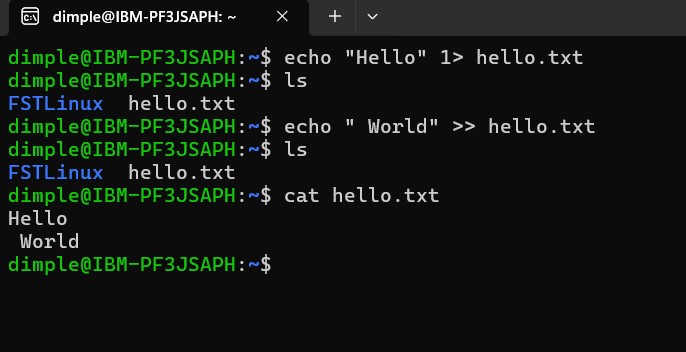 dimple@IBM-PF3JSAPH: ~
dimple@IBM-PF3JSAPH:~$ echo "Hello" 1> hello.txt
dimple@IBM-PF3JSAPH:~$ ls
FSTLinux  hello.txt
dimple@IBM-PF3JSAPH:~$ echo " World" >> hello.txt
dimple@IBM-PF3JSAPH:~$ ls
FSTLinux  hello.txt
dimple@IBM-PF3JSAPH:~$ cat hello.txt
Hello
 World
dimple@IBM-PF3JSAPH:~$